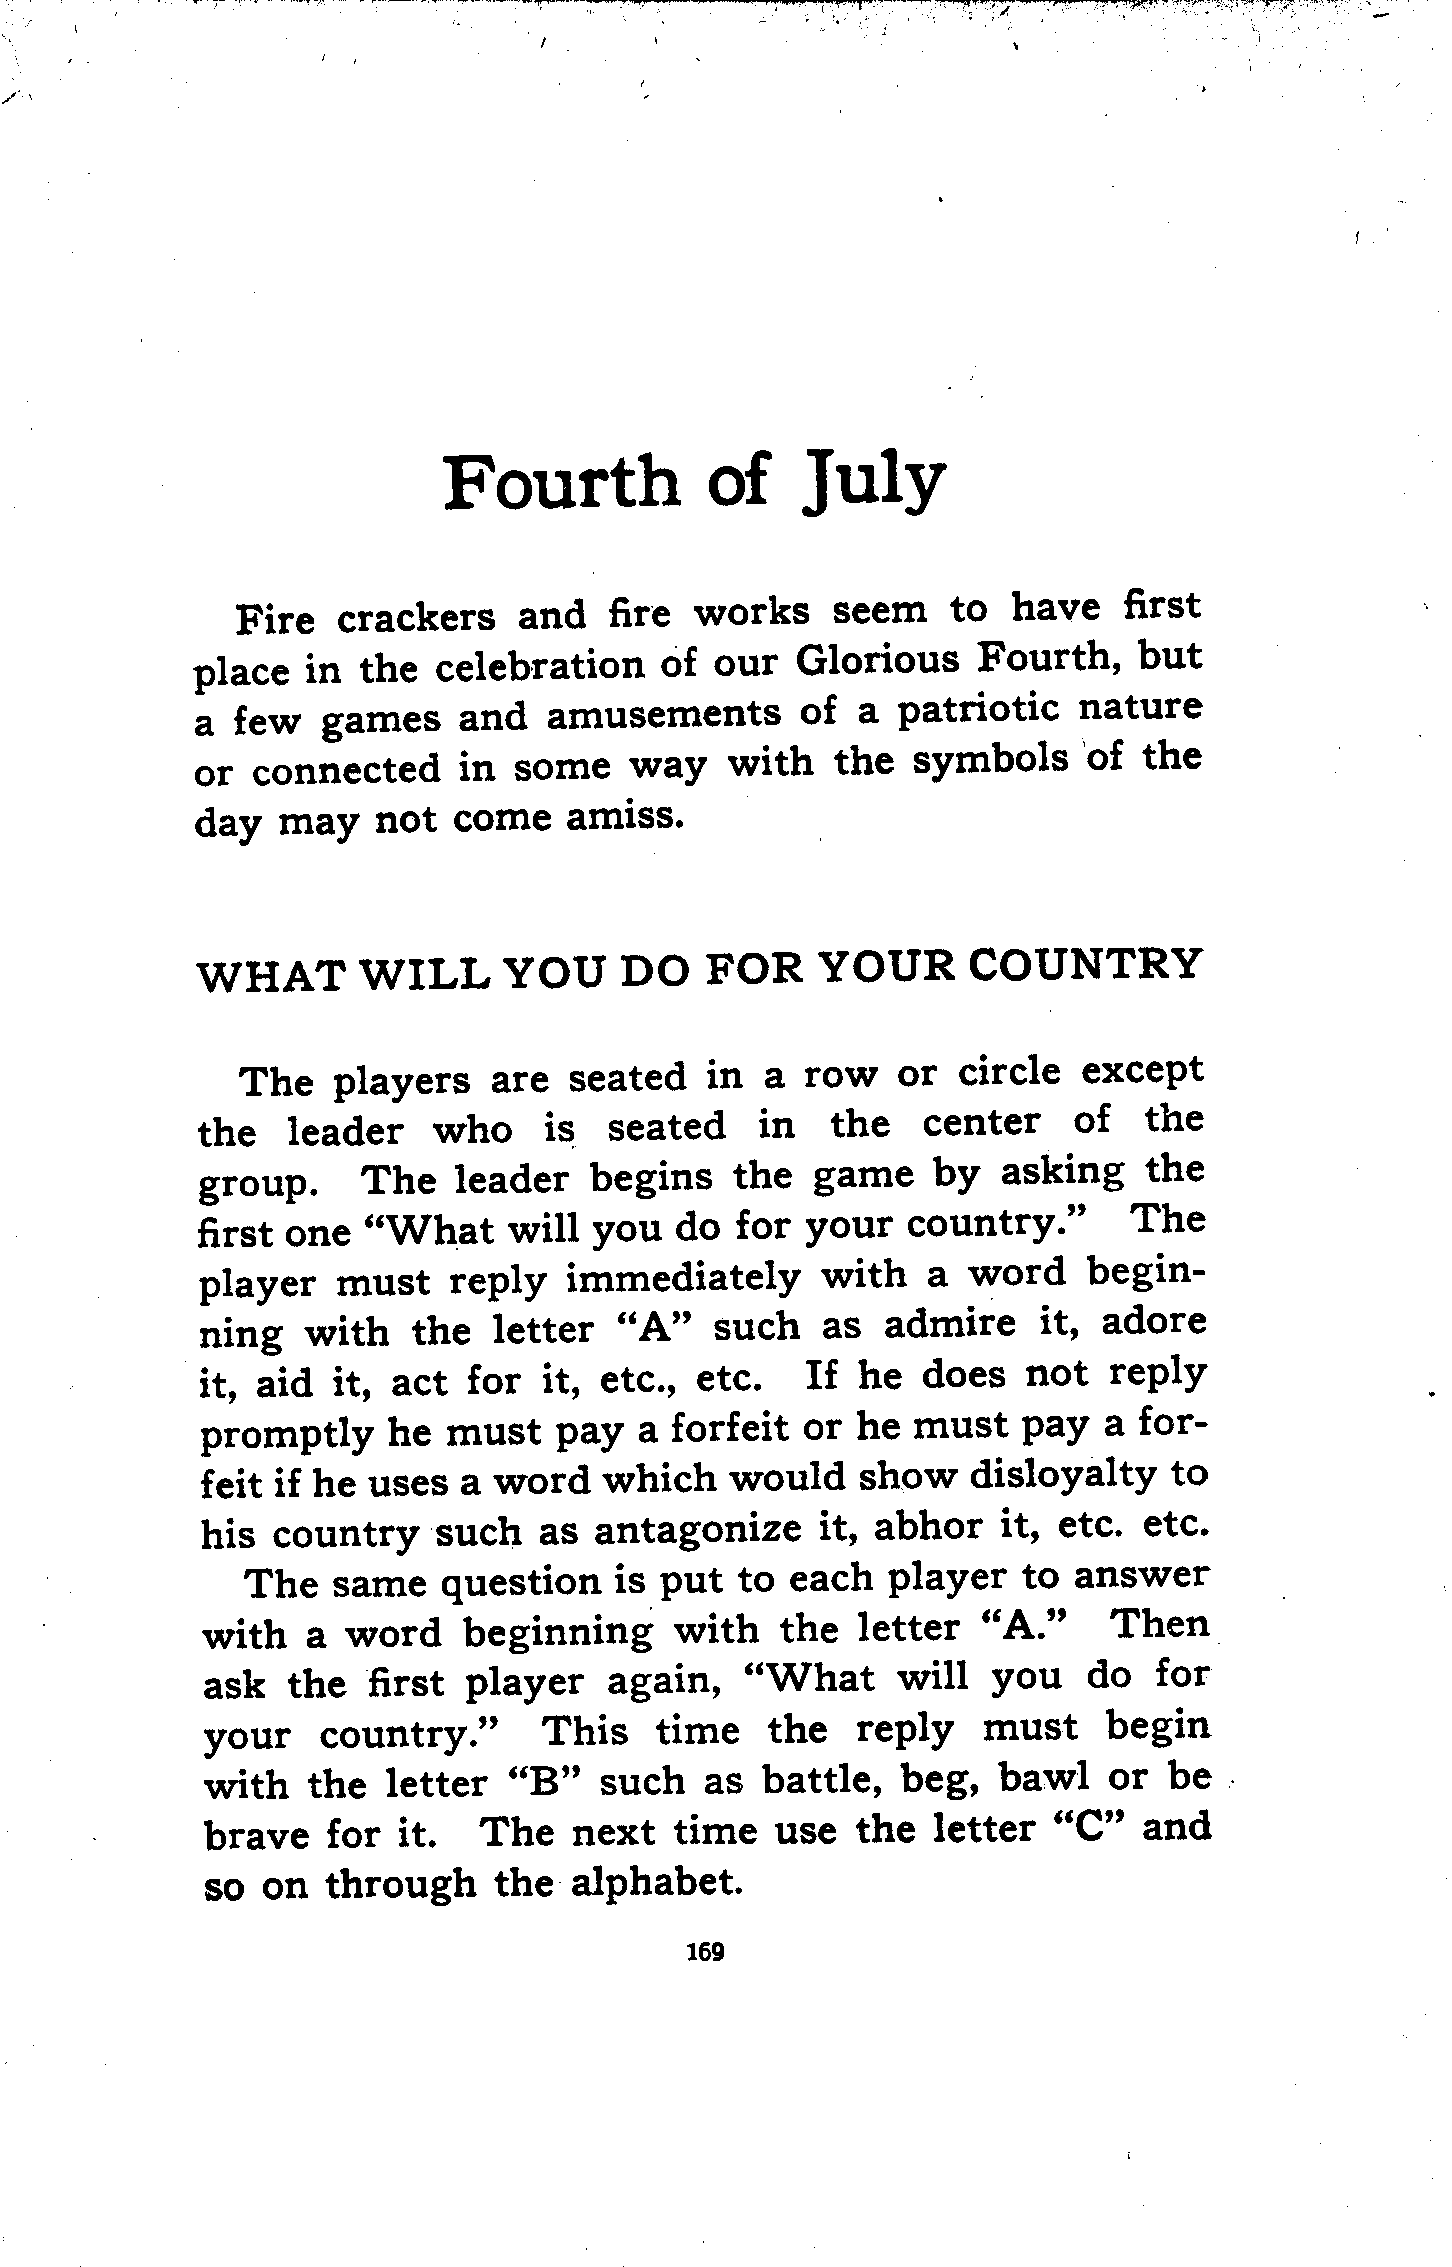 Fourth of July
Fire crackers and fire works seem to have first
place in the celebration of our Glorious Fourth, but
a few games and amusements of a patriotic nature
or connected in some way with the symbols of the
day may not come amiss.
WHAT WILL YOU DO FOR YOUR COUNTRY
The players are seated in a row or circle except
the leader who is seated in the center of the
group. The leader begins the game by asking the
first one “What will you do for your country.” The
player must reply immediately with a word begin-
ning with the letter “A” such as admire it, adore
it, aid it, act for it, etc., etc. If he does not reply
promptly he must pay a forfeit or he must pay a for-
feit if he uses a word which would show disloyalty to
his country such as antagonize it, abhor it, etc. etc.
The same question is put to each player to answer
with a word beginning with the letter “A.” Then
ask the first player again, “What will you do for
your country.” This time the reply must begin
with the letter “B” such as battle, beg, bawl or be
brave for it. The next time use the letter “C” and
so on through the alphabet.
169